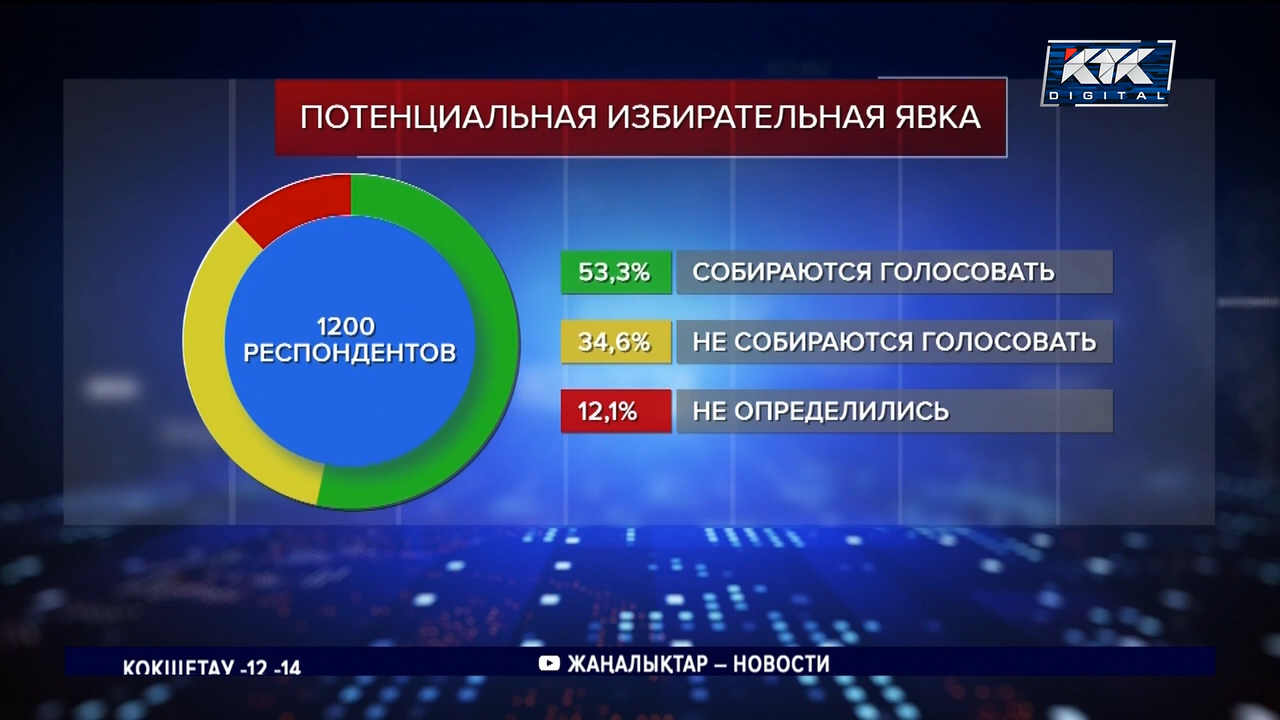 КТК
DIGITAL
ПОТЕНЦИАЛЬНАЯ ИЗБИРАТЕЛЬНАЯ ЯВКА
1200
РЕСПОНДЕНТОВ
53,3% СОБИРАЮТСЯ ГОЛОСОВАТЬ
34,6% НЕ СОБИРАЮТСЯ ГОЛОСОВАТЬ
12,1% НЕ ОПРЕДЕЛИЛИСЬ
КОКШЕТАУ -12 -14
ЖАҢАЛЫҚТАР – НОВОСТИ